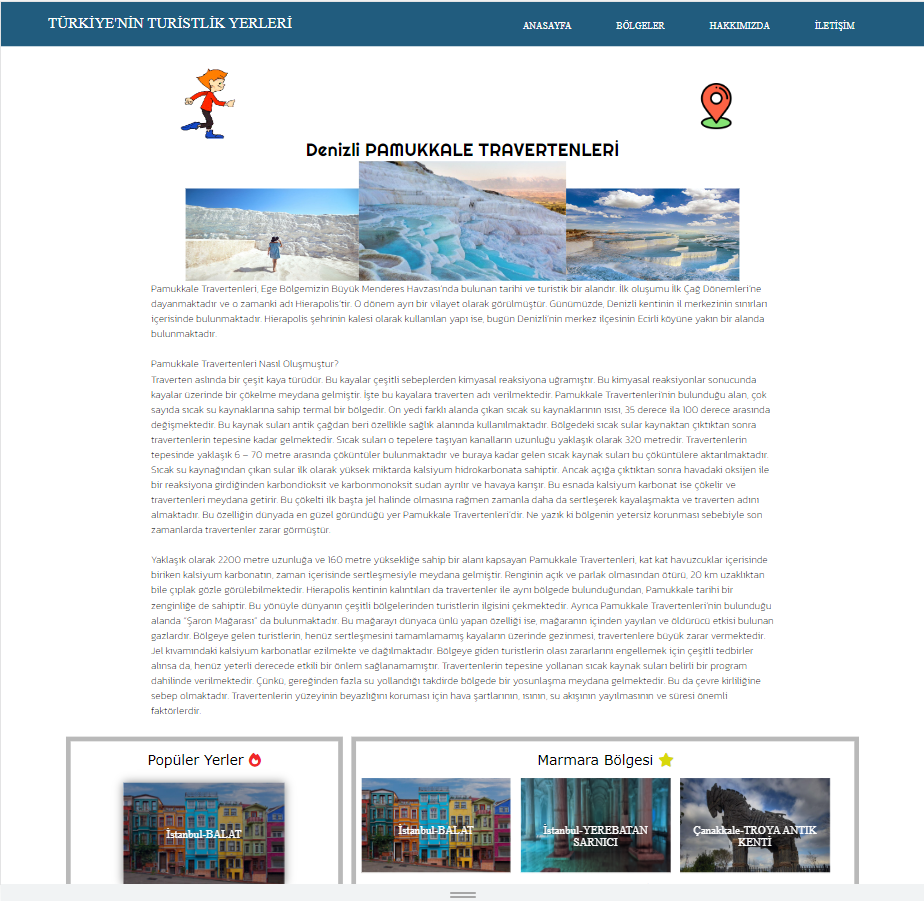 TÜRKİYE'NİN TURİSTLİK YERLERİ
ANASAYFA
BÖLGELER
HAKKIMIZDA
İLETİŞİM
Denizli PAMUKKALE TRAVERTENLERİ
Pamukkale Travertenleri, Ege Bölgemizin Büyük Menderes Havzası'nda bulunan tarihi ve turistik bir alandır. İlk oluşumu İlk Çağ Dönemleri'ne
dayanmaktadır ve o zamanki adı Hierapolis'tir. O dönem ayrı bir vilayet olarak görülmüştür. Günümüzde, Denizli kentinin il merkezinin sınırları
içerisinde bulunmaktadır. Hierapolis şehrinin kalesi olarak kullanılan yapı ise, bugün Denizli'nin merkez ilçesinin Ecirli köyüne yakın bir alanda
bulunmaktadır.
Pamukkale Travertenleri Nasıl Oluşmuştur?
Traverten aslında bir çeşit kaya türüdür. Bu kayalar çeşitli sebeplerden kimyasal reaksiyona uğramıştır. Bu kimyasal reaksiyonlar sonucunda
kayalar üzerinde bir çökelme meydana gelmiştir. İşte bu kayalara traverten adı verilmektedir. Pamukkale Travertenleri'nin bulunduğu alan, çok
sayıda sıcak su kaynaklarına sahip termal bir bölgedir. On yedi farklı alanda çıkan sıcak su kaynaklarının ısısı, 35 derece ila 100 derece arasında
değişmektedir. Bu kaynak suları antik çağdan beri özellikle sağlık alanında kullanılmaktadır. Bölgedeki sıcak sular kaynaktan çıktıktan sonra
travertenlerin tepesine kadar gelmektedir. Sıcak suları o tepelere taşıyan kanalların uzunluğu yaklaşık olarak 320 metredir. Travertenlerin
tepesinde yaklaşık 6 – 70 metre arasında çöküntüler bulunmaktadır ve buraya kadar gelen sıcak kaynak suları bu çöküntülere aktarılmaktadır.
Sıcak su kaynağından çıkan sular ilk olarak yüksek miktarda kalsiyum hidrokarbonata sahiptir. Ancak açığa çıktıktan sonra havadaki oksijen ile
bir reaksiyona girdiğinden karbondioksit ve karbonmonoksit sudan ayrılır ve havaya karışır. Bu esnada kalsiyum karbonat ise çökelir ve
travertenleri meydana getirir. Bu çökelti ilk başta jel halinde olmasına rağmen zamanla daha da sertleşerek kayalaşmakta ve traverten adını
almaktadır. Bu özelliğin dünyada en güzel göründüğü yer Pamukkale Travertenleri'dir. Ne yazık ki bölgenin yetersiz korunması sebebiyle son
zamanlarda travertenler zarar görmüştür.
Yaklaşık olarak 2200 metre uzunluğa ve 160 metre yüksekliğe sahip bir alanı kapsayan Pamukkale Travertenleri, kat kat havuzcuklar içerisinde
biriken kalsiyum karbonatın, zaman içerisinde sertleşmesiyle meydana gelmiştir. Renginin açık ve parlak olmasından ötürü, 20 km uzaklıktan
bile çıplak gözle görülebilmektedir. Hierapolis kentinin kalıntıları da travertenler ile aynı bölgede bulunduğundan, Pamukkale tarihi bir
zenginliğe de sahiptir. Bu yönüyle dünyanın çeşitli bölgelerinden turistlerin ilgisini çekmektedir. Ayrıca Pamukkale Travertenleri'nin bulunduğu
alanda “Şaron Mağarası” da bulunmaktadır. Bu mağarayı dünyaca ünlü yapan özelliği ise, mağaranın içinden yayılan ve öldürücü etkisi bulunan
gazlardır. Bölgeye gelen turistlerin, henüz sertleşmesini tamamlamamış kayaların üzerinde gezinmesi, travertenlere büyük zarar vermektedir.
Jel kıvamındaki kalsiyum karbonatlar ezilmekte ve dağılmaktadır. Bölgeye giden turistlerin olası zararlarını engellemek için çeşitli tedbirler
alınsa da, henüz yeterli derecede etkili bir önlem sağlanamamıştır. Travertenlerin tepesine yollanan sıcak kaynak suları belirli bir program
dahilinde verilmektedir. Çünkü, gereğinden fazla su yollandığı takdirde bölgede bir yosunlaşma meydana gelmektedir. Bu da çevre kirliliğine
sebep olmaktadır. Travertenlerin yüzeyinin beyazlığını koruması için hava şartlarının, ısının, su akışının yayılmasının ve süresi önemli
faktörlerdir.
Popüler Yerler
İstanbul-BALAT
Marmara Bölgesi
İstanbul-BALAT
İstanbul-YEREBATAN
SARNICI
Çanakkale-TROYA ANTIK
KENTİ